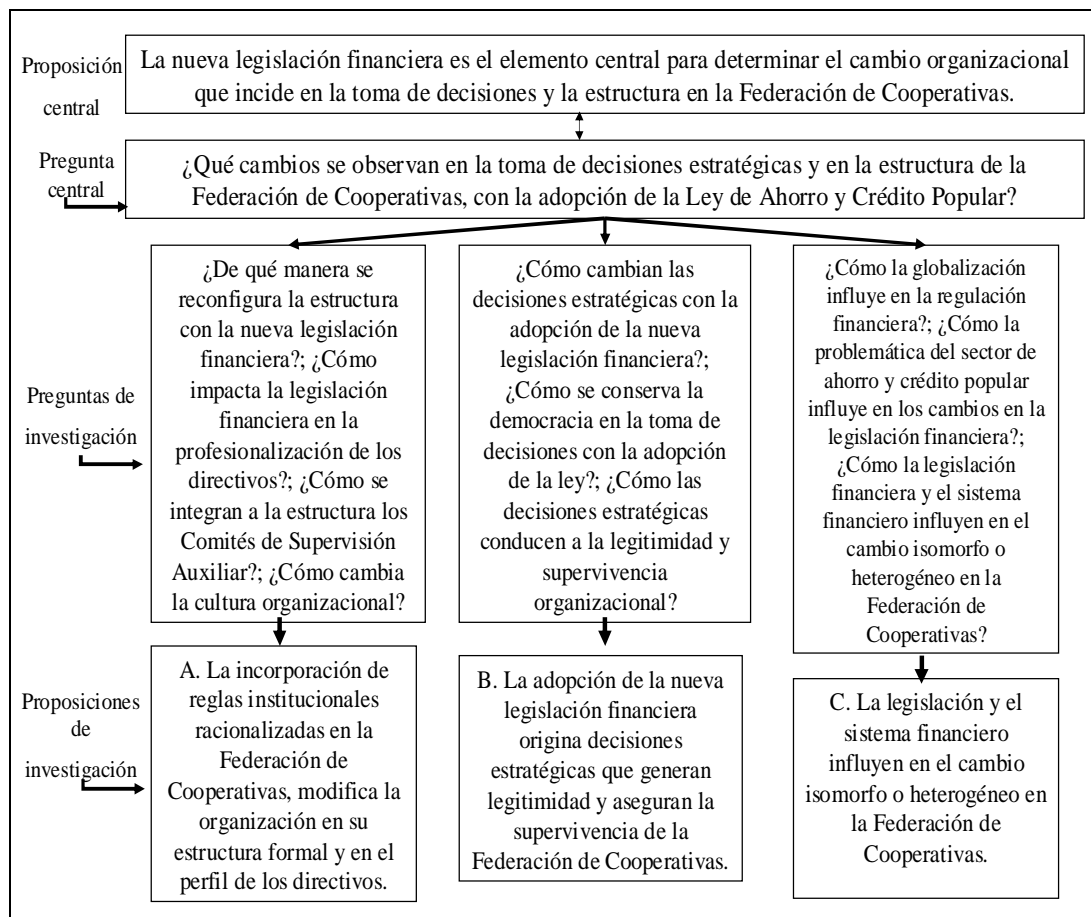 Proposición
central
La nueva legislación financiera es el elemento central para determinar el cambio organizacional
que incide en la toma de decisiones y la estructura en la Federación de Cooperativas.
Pregunta
central
¿Qué cambios se observan en la toma de decisiones estratégicas y en la estructura de la
Federación de Cooperativas, con la adopción de la Ley de Ahorro y Crédito Popular?
Preguntas de
investigación
¿De qué manera se
reconfigura la estructura
con la nueva legislación
financiera?; ¿Cómo
impacta la legislación
financiera en la
profesionalización de los
directivos?; ¿Cómo se
integran a la estructura los
Comités de Supervisión
Auxiliar?; ¿Cómo cambia
la cultura organizacional?
¿Cómo cambian las
decisiones estratégicas con la
adopción de la nueva
legislación financiera?;
¿Cómo se conserva la
democracia en la toma de
decisiones con la adopción
de la ley?; ¿Cómo las
decisiones estratégicas
conducen a la legitimidad y
supervivencia
organizacional?
¿Cómo la globalización
influye en la regulación
financiera?; ¿Cómo la
problemática del sector de
ahorro y crédito popular
influye en los cambios en la
legislación financiera?;
¿Cómo la legislación
financiera y el sistema
financiero influyen en el
cambio isomorfo o
heterogéneo en la
Federación de
Cooperativas?
Proposiciones
de
investigación
A. La incorporación de
reglas institucionales
racionalizadas en la
Federación de
Cooperativas, modifica la
organización en su
estructura formal y en el
perfil de los directivos.
B. La adopción de la nueva
legislación financiera
origina decisiones
estratégicas que generan
legitimidad y aseguran la
supervivencia de la
Federación de Cooperativas.
C. La legislación y el
sistema financiero
influyen en el cambio
isomorfo o heterogéneo en
la Federación de
Cooperativas.